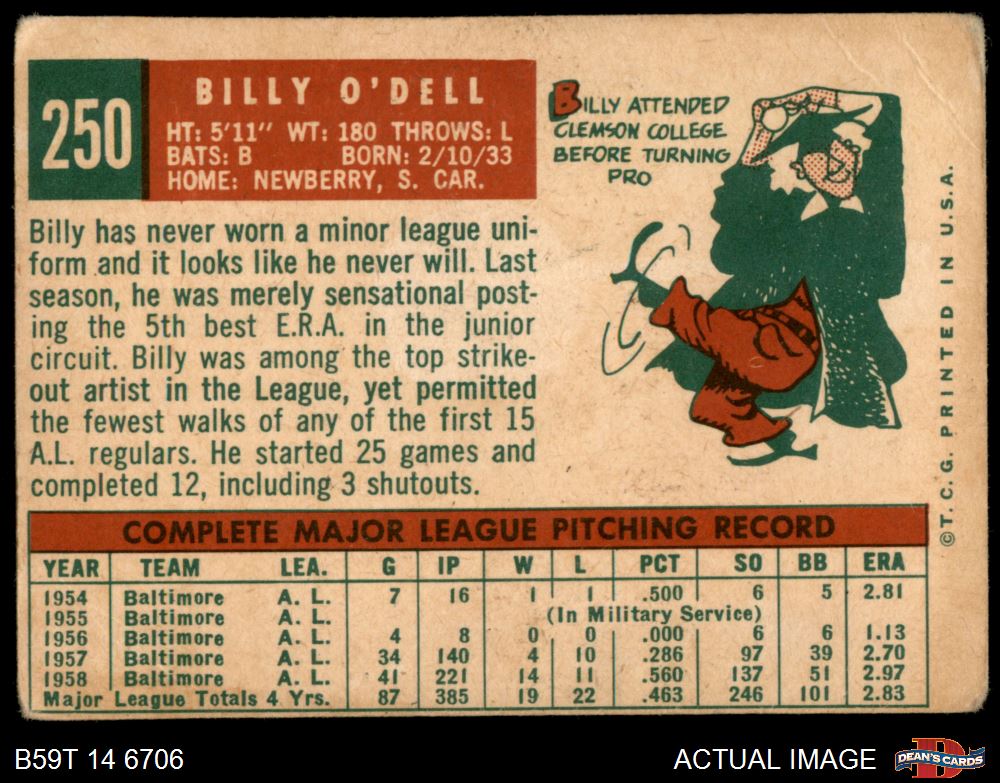 250
BILLY O'DELL
HT: 5'11" WT: 180 THROWS: L
BATS: B BORN: 2/10/33
HOME: NEWBERRY, S. CAR.
BILLY ATTENDED
CLEMSON COLLEGE
BEFORE TURNING
PRO
Billy has never worn a minor league uni-
form and it looks like he never will. Last
season, he was merely sensational post-
ing the 5th best E.R.A. in the junior
circuit. Billy was among the top strike-
out artist in the League, yet permitted
the fewest walks of any of the first 15
A.L. regulars. He started 25 games and
completed 12, including 3 shutouts.
©T. C. G. PRINTED IN U.S.A.
COMPLETE MAJOR LEAGUE PITCHING RECORD
YEAR TEAM LEA. G IP W L PCT SO BB ERA
1954 Baltimore A. L. 7 16 1 1 .500 6 5 2.81
1955 Baltimore A. L. (In Military Service)
1956 Baltimore A. L. 4 8 0 0 .000 6 6 1.13
1957 Baltimore A. L. 34 140 4 10 .286 97 39 2.70
1958 Baltimore A. L. 41 221 14 11 .560 137 51 2.97
Major League Totals 4 Yrs. 87 385 19 22 .463 246 101 2.83
B59T 14 6706
ACTUAL IMAGE
DEAN'S CARDS